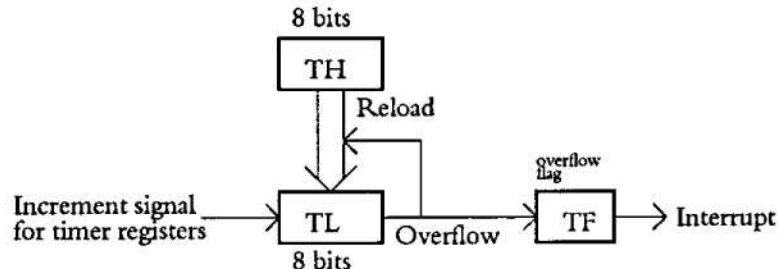 8 bits
TH
Reload
overflow
flag
Increment signal
for timer registers
TL
Overflow
TF
Interrupt
8 bits